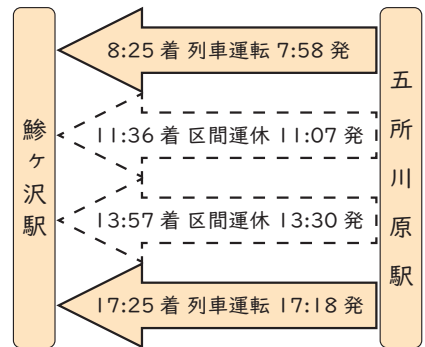 鰺ヶ沢駅
8:25 着 列車運転 7:58 発
11:36 着 区間運休 11:07 発
13:57 着 区間運休 13:30 発
17:25 着 列車運転 17:18 発
五所川原駅